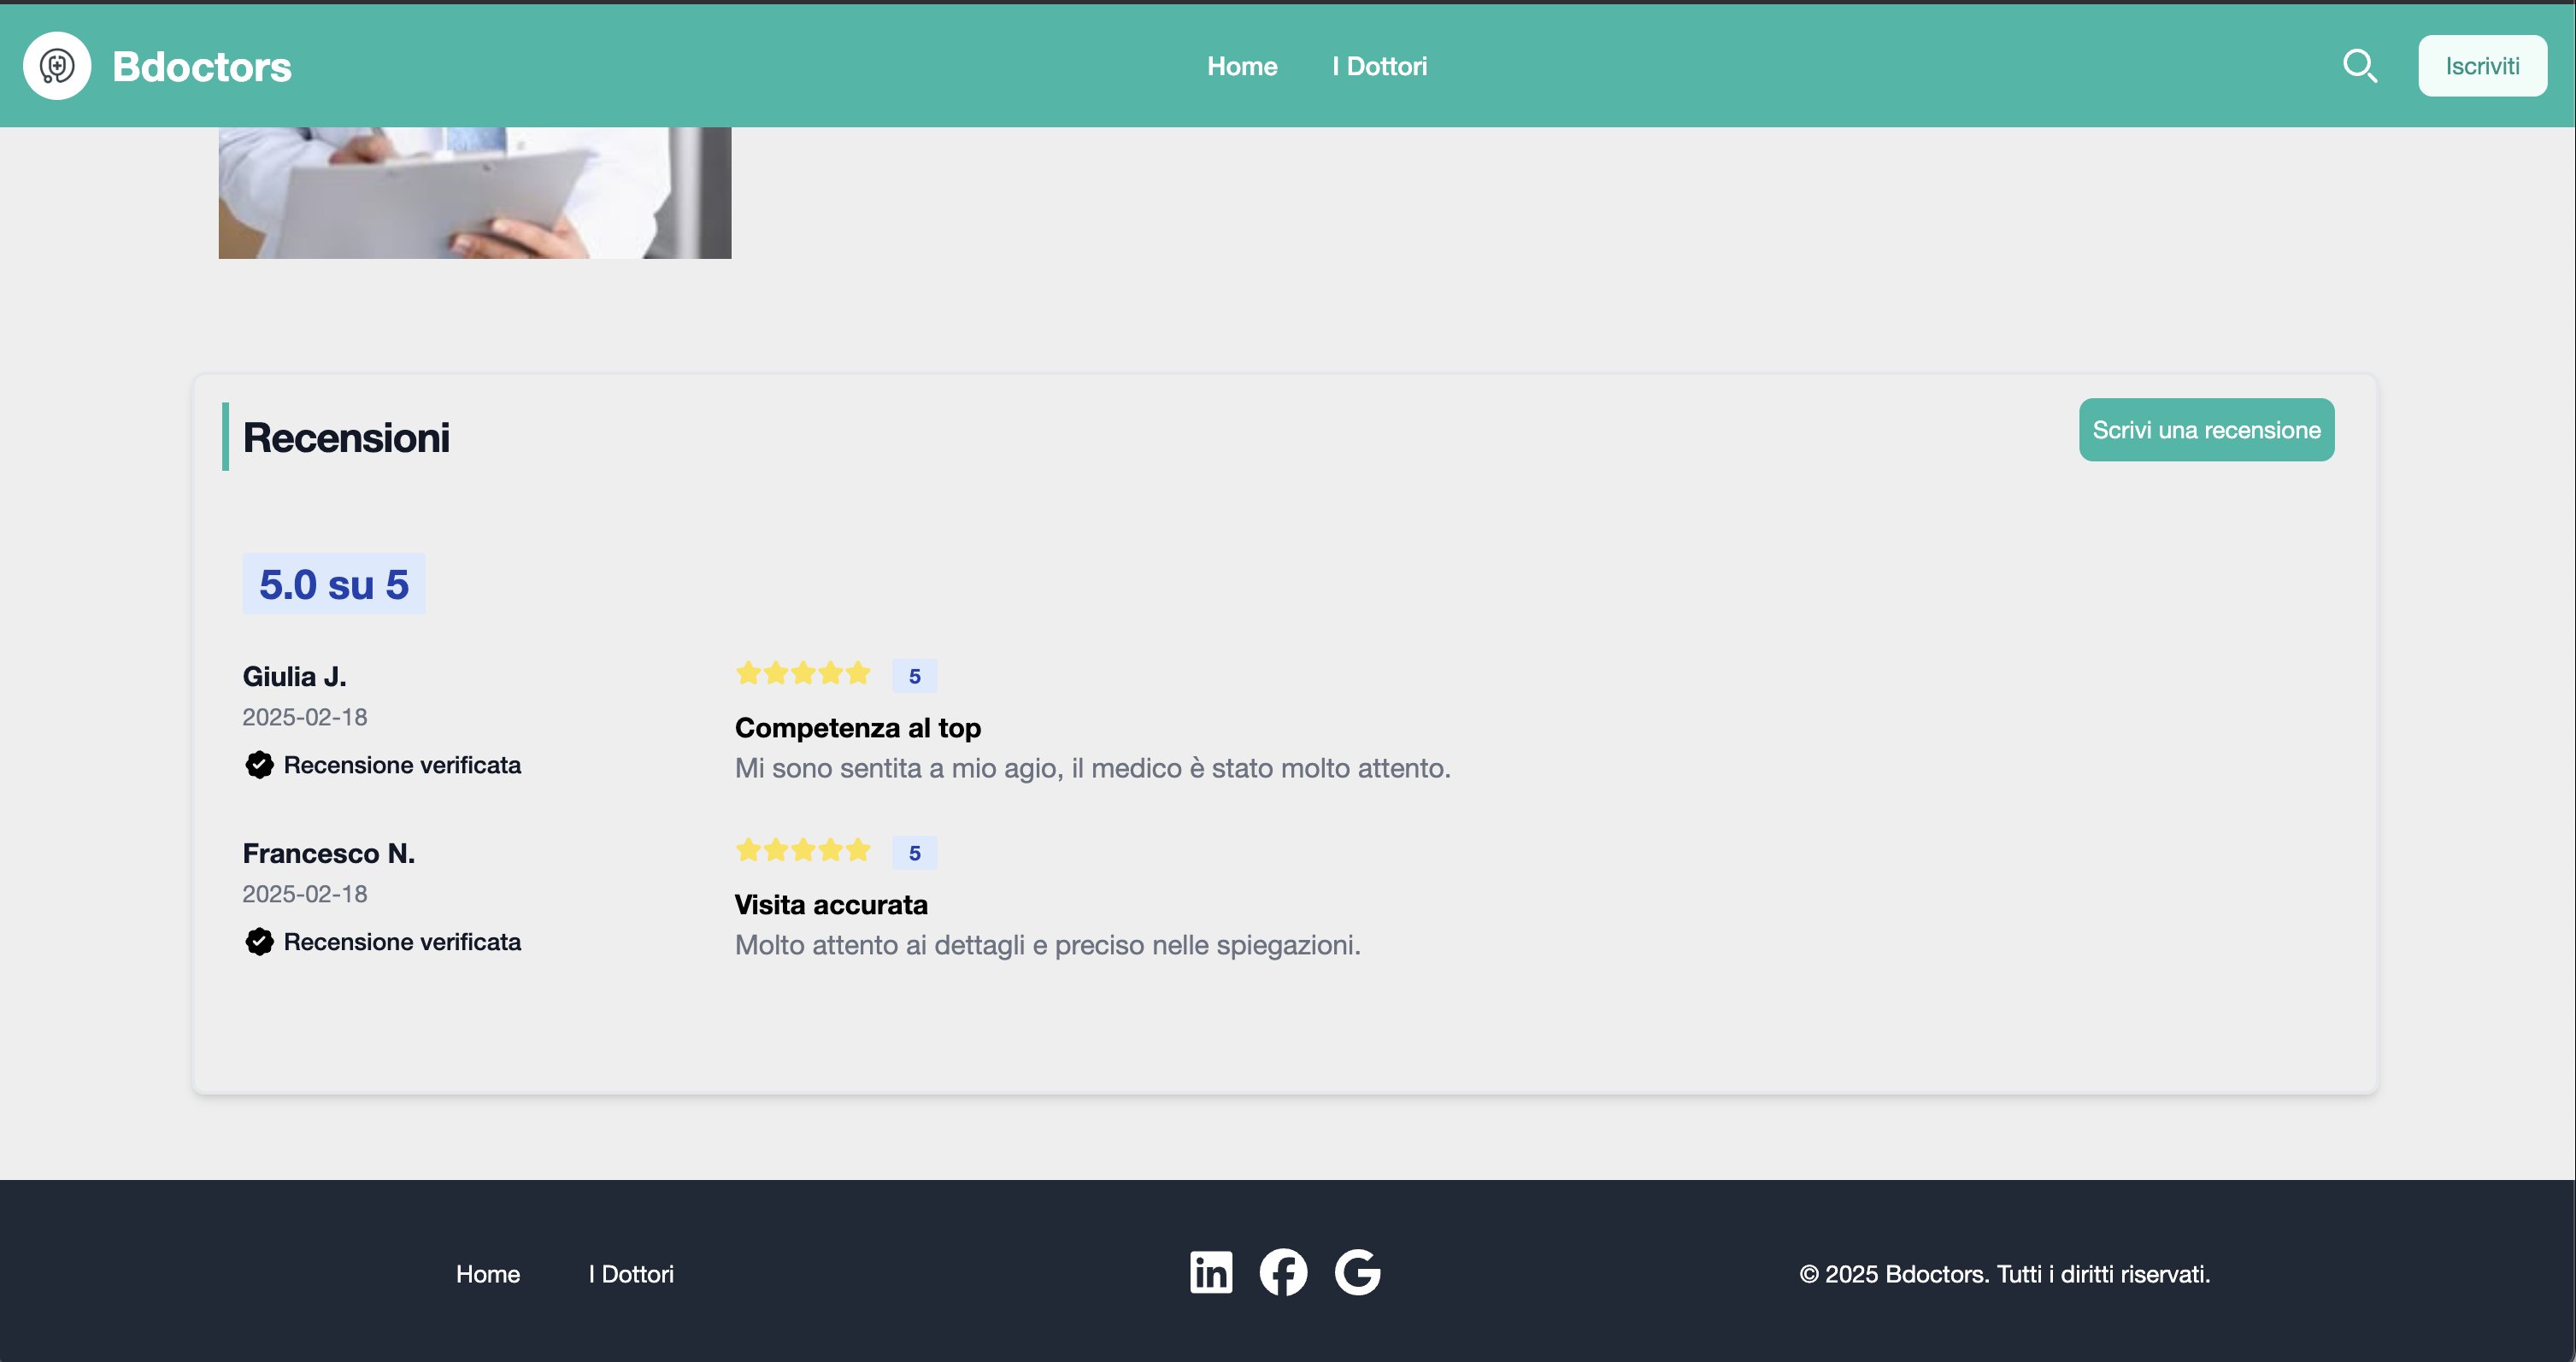 Bdoctors
Home
I Dottori
Iscriviti
Recensioni
Scrivi una recensione
5.0 su 5
Giulia J.
2025-02-18
Recensione verificata
5
Competenza al top
Mi sono sentita a mio agio, il medico è stato molto attento.
Francesco N.
2025-02-18
Recensione verificata
5
Visita accurata
Molto attento ai dettagli e preciso nelle spiegazioni.
Home
I Dottori
© 2025 Bdoctors. Tutti i diritti riservati.